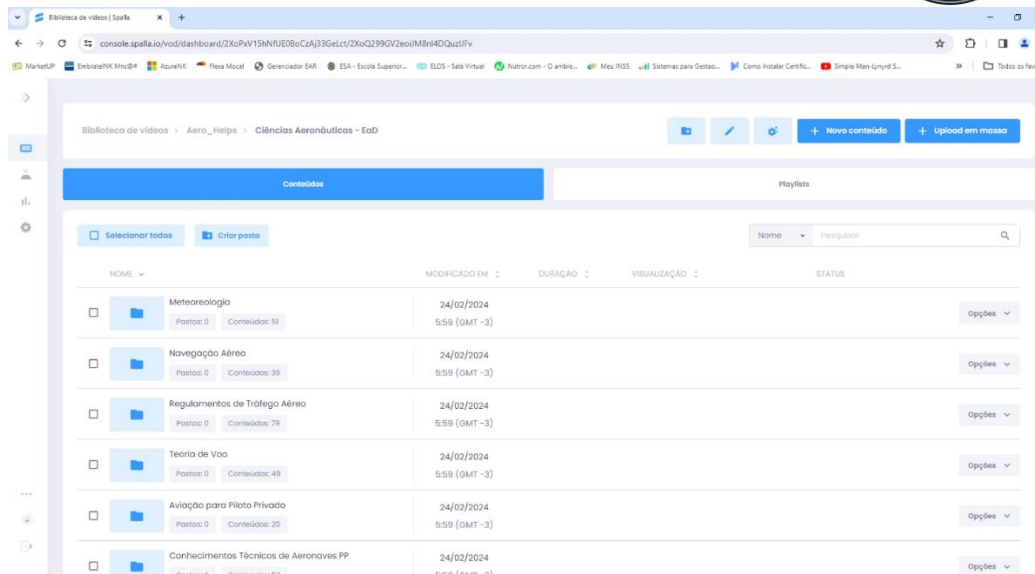 Biblioteca de vídeos | Spalla
console.spalla.io/vod/dashboard/
MarketUP
AzureNK
Flexa Mocal
Gerenciador EAR
ESA - Escola Superior...
ELOS - Sala Virtual
Nutror.com - O ambie...
Meu INSS
Sistemas para Gestao...
Como Instalar Certific...
Simple Man-Lynyrd S...
Todos os fav
Biblioteca de vídeos > Aero_Helps > Ciências Aeronáuticas - EaD
+ Novo conteúdo
+ Upload em massa
Conteúdos
Playlists
Selecionar todos
Criar pasta
Nome
Pesquisar
NOME
MODIFICADO EM
DURAÇÃO
VISUALIZAÇÃO
STATUS
Meteoreologia
24/02/2024
Pastas: 0 Conteúdos: 51
5:59 (GMT -3)
Opções
Navegação Aérea
24/02/2024
Pastas: 0 Conteúdos: 39
5:59 (GMT -3)
Opções
Regulamentos de Tráfego Aéreo
24/02/2024
Pastas: 0 Conteúdos: 79
5:59 (GMT -3)
Opções
Teoria de Voo
24/02/2024
Pastas: 0 Conteúdos: 49
5:59 (GMT -3)
Opções
Aviação para Piloto Privado
24/02/2024
Pastas: 0 Conteúdos: 20
5:59 (GMT -3)
Opções
Conhecimentos Técnicos de Aeronaves PP
24/02/2024
Opções